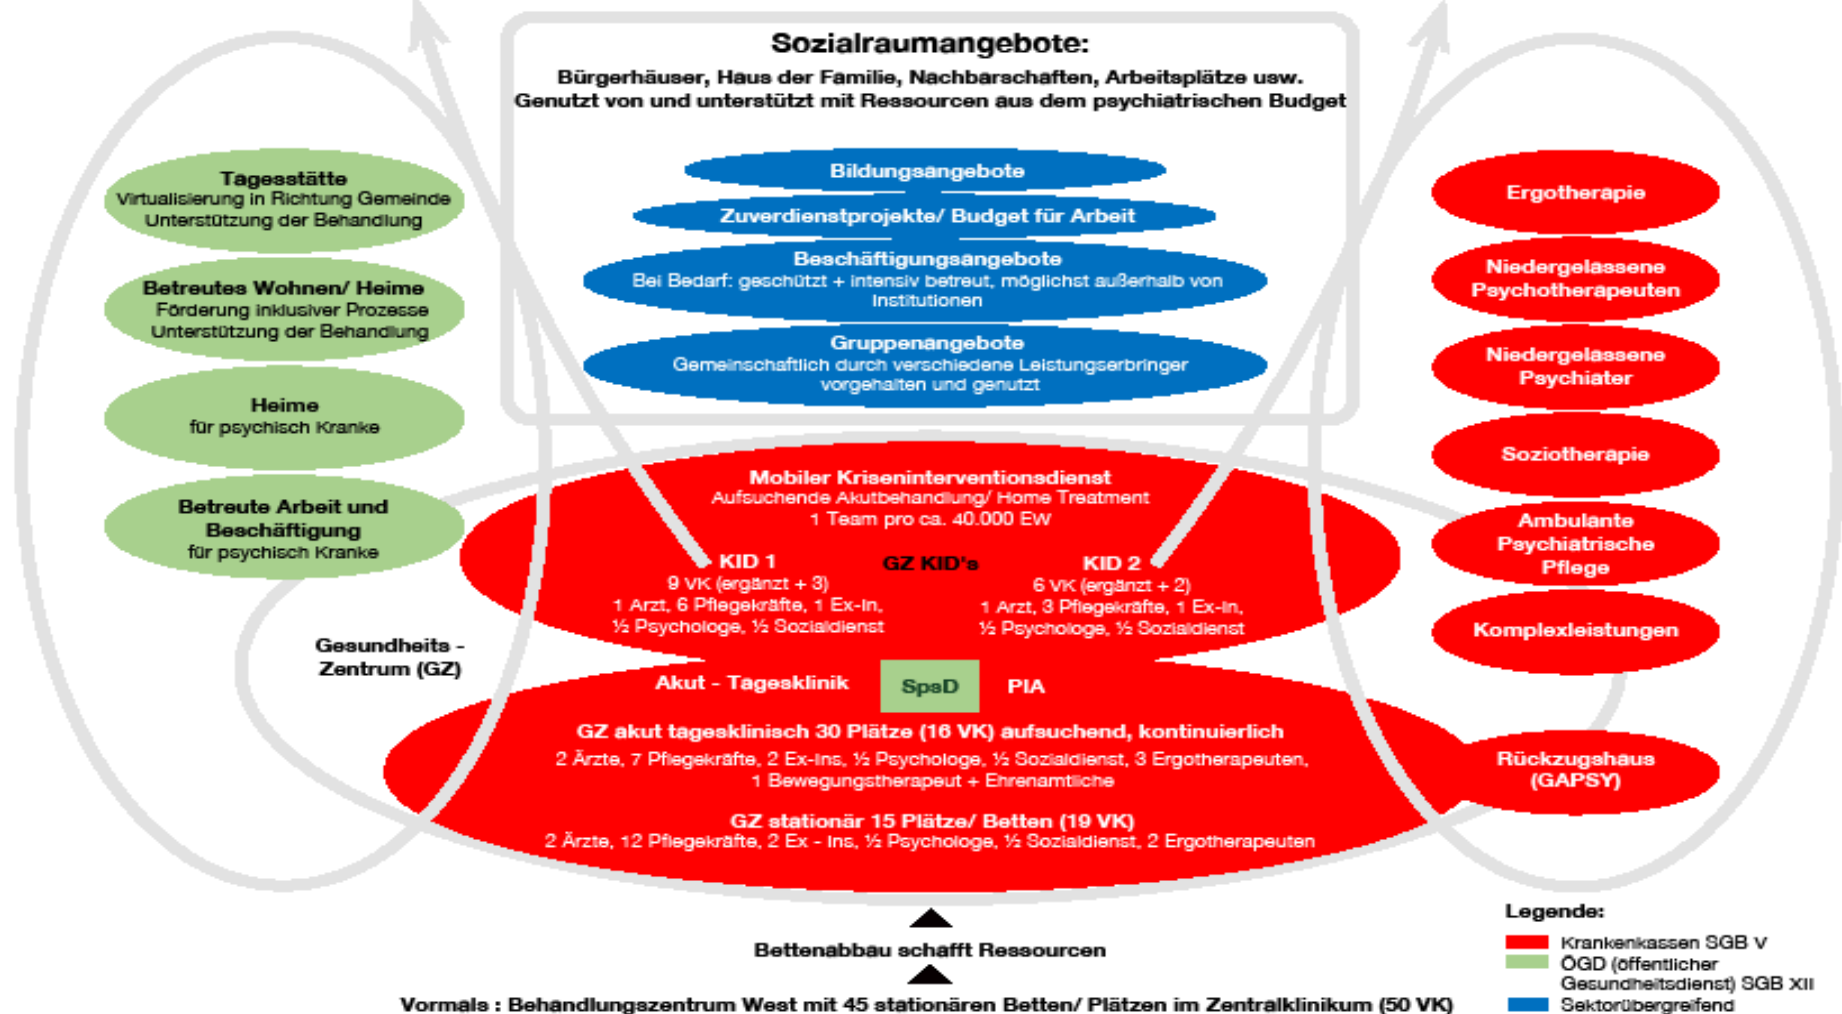 Sozialraumangebote:
Bürgerhäuser, Haus der Familie, Nachbarschaften, Arbeitsplätze usw.
Genutzt von und unterstützt mit Ressourcen aus dem psychiatrischen Budget
Tagesstätte
Virtualisierung in Richtung Gemeinde
Unterstützung der Behandlung
Betreutes Wohnen/ Heime
Förderung inklusiver Prozesse
Unterstützung der Behandlung
Heime
für psychisch Kranke
Betreute Arbeit und
Beschäftigung
für psychisch Kranke
Bildungsangebote
Zuverdienstprojekte/ Budget für Arbeit
Beschäftigungsangebote
Bei Bedarf: geschützt + intensiv betreut, möglichst außerhalb von
Institutionen
Gruppenangebote
Gemeinschaftlich durch verschiedene Leistungserbringer
vorgehalten und genutzt
Ergotherapie
Niedergelassene
Psychotherapeuten
Niedergelassene
Psychiater
Soziotherapie
Ambulante
Psychiatrische
Pflege
Komplexleistungen
Rückzugshaus
(GAPSY)
Mobiler Kriseninterventionsdienst
Aufsuchende Akutbehandlung/ Home Treatment
1 Team pro ca. 40.000 EW
KID 1
9 VK (ergänzt + 3)
1 Arzt, 6 Pflegekräfte, 1 Ex-In,
½ Psychologe, ½ Sozialdienst
GZ KID's
KID 2
6 VK (ergänzt + 2)
1 Arzt, 3 Pflegekräfte, 1 Ex-in,
½ Psychologe, ½ Sozialdienst
Gesundheits -
Zentrum (GZ)
Akut - Tagesklinik
SpsD
PIA
GZ akut tagesklinisch 30 Plätze (16 VK) aufsuchend, kontinuierlich
2 Ärzte, 7 Pflegekräfte, 2 Ex-Ins, ½ Psychologe, ½ Sozialdienst, 3 Ergotherapeuten,
1 Bewegungstherapeut + Ehrenamtliche
GZ stationär 15 Plätze/ Betten (19 VK)
2 Ärzte, 12 Pflegekräfte, 2 Ex - Ins, ½ Psychologe, ½ Sozialdienst, 2 Ergotherapeuten
Bettenabbau schafft Ressourcen
Vormals : Behandlungszentrum West mit 45 stationären Betten/ Plätzen im Zentralklinikum (50 VK)
Legende:
Krankenkassen SGB V
ÖGD (öffentlicher
Gesundheitsdienst) SGB XII
Sektorübergreifend